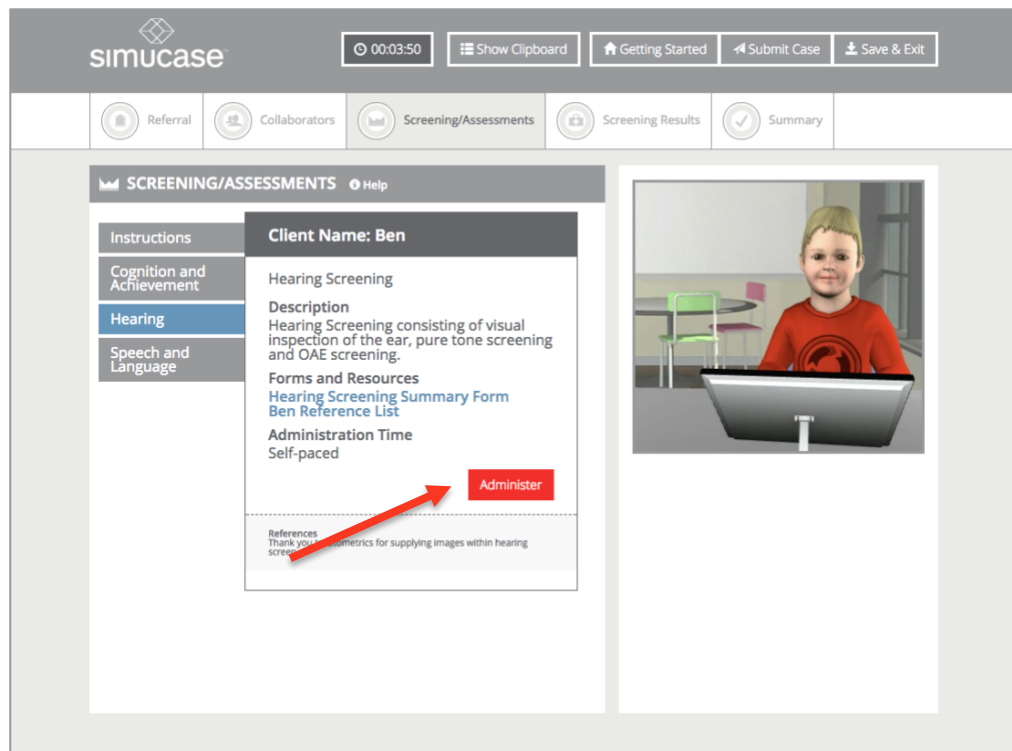 simucase
00:03:50
Show Clipboard
Getting Started
Submit Case
Save & Exit
Referral
Collaborators
Screening/Assessments
Screening Results
Summary
SCREENING/ASSESSMENTS
Help
Instructions
Cognition and
Achievement
Hearing
Speech and
Language
Client Name: Ben
Hearing Screening
Description
Hearing Screening consisting of visual
inspection of the ear, pure tone screening
and OAE screening.
Forms and Resources
Hearing Screening Summary Form
Ben Reference List
Administration Time
Self-paced
Administer
References
Thank you for supplying images within hearing